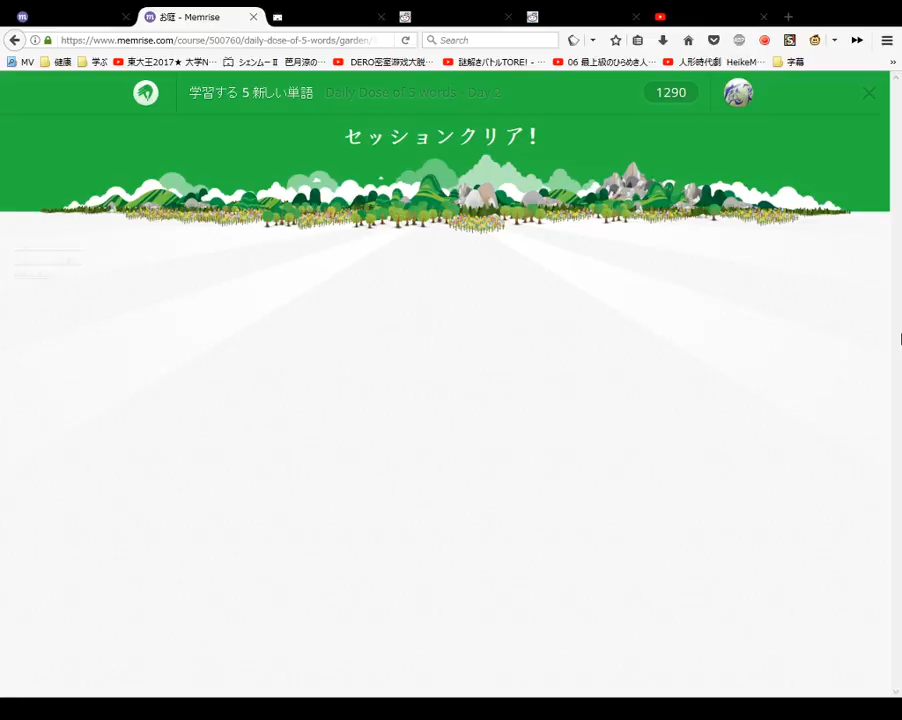 お庭 - Memrise
https://www.memrise.com/course/500760/daily-dose-of-5-words/garden/
Search
MV 健康 学ぶ 東大王2017★ 大学N… シェンムーⅡ 芭月涼の… DERO密室游戏大脱… 謎解きバトルTORE! - … 06 最上級のひらめき人… 人形時代劇 HeikeM… 字幕
学習する 5 新しい単語 Daily Dose of 5 words - Day 2 1290
セッションクリア!